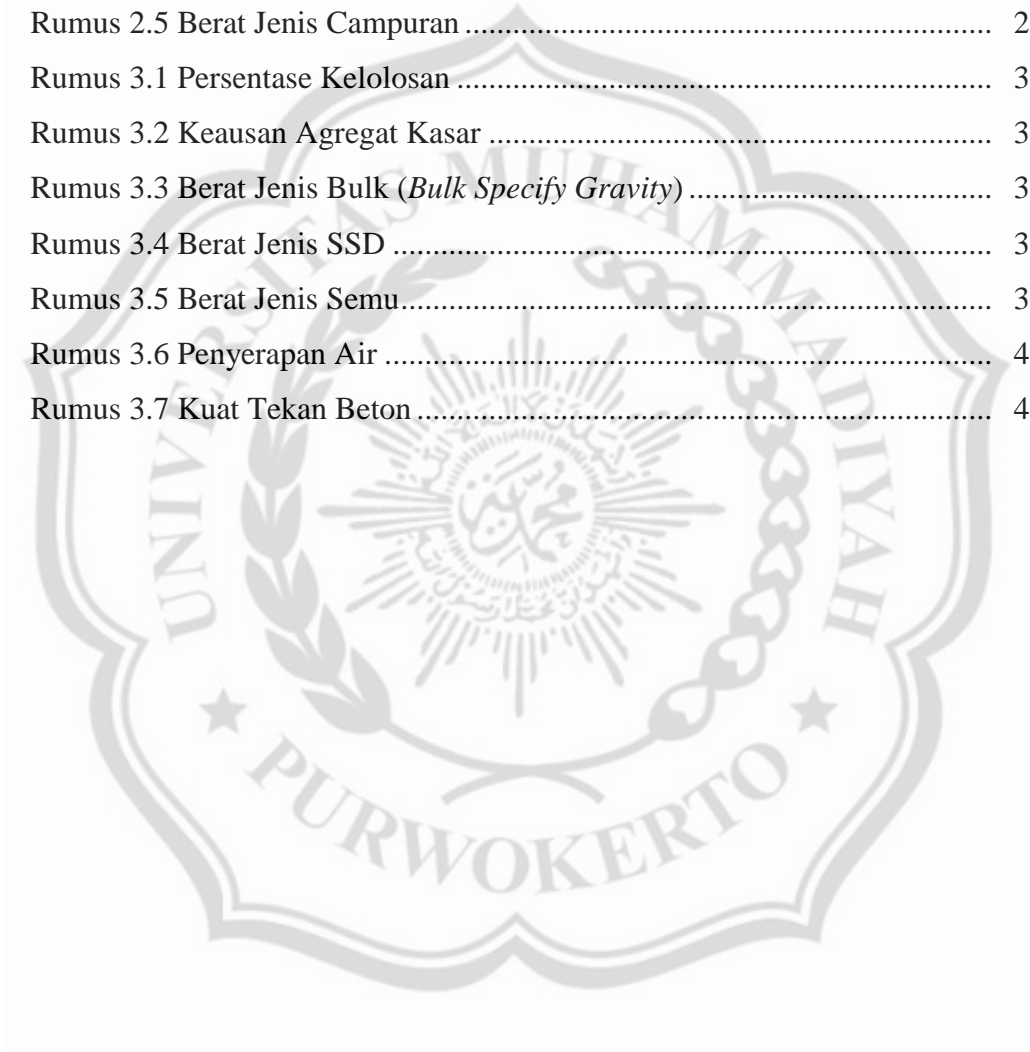 Rumus 2.5 Berat Jenis Campuran ........................................................................ 2
Rumus 3.1 Persentase Kelolosan ......................................................................... 3
Rumus 3.2 Keausan Agregat Kasar ..................................................................... 3
Rumus 3.3 Berat Jenis Bulk (Bulk Specify Gravity) ........................................... 3
Rumus 3.4 Berat Jenis SSD ................................................................................. 3
Rumus 3.5 Berat Jenis Semu................................................................................ 3
Rumus 3.6 Penyerapan Air .................................................................................. 4
Rumus 3.7 Kuat Tekan Beton .............................................................................. 4
UNIVERSITAS MUHAMMADIYAH
PURWOKERTO